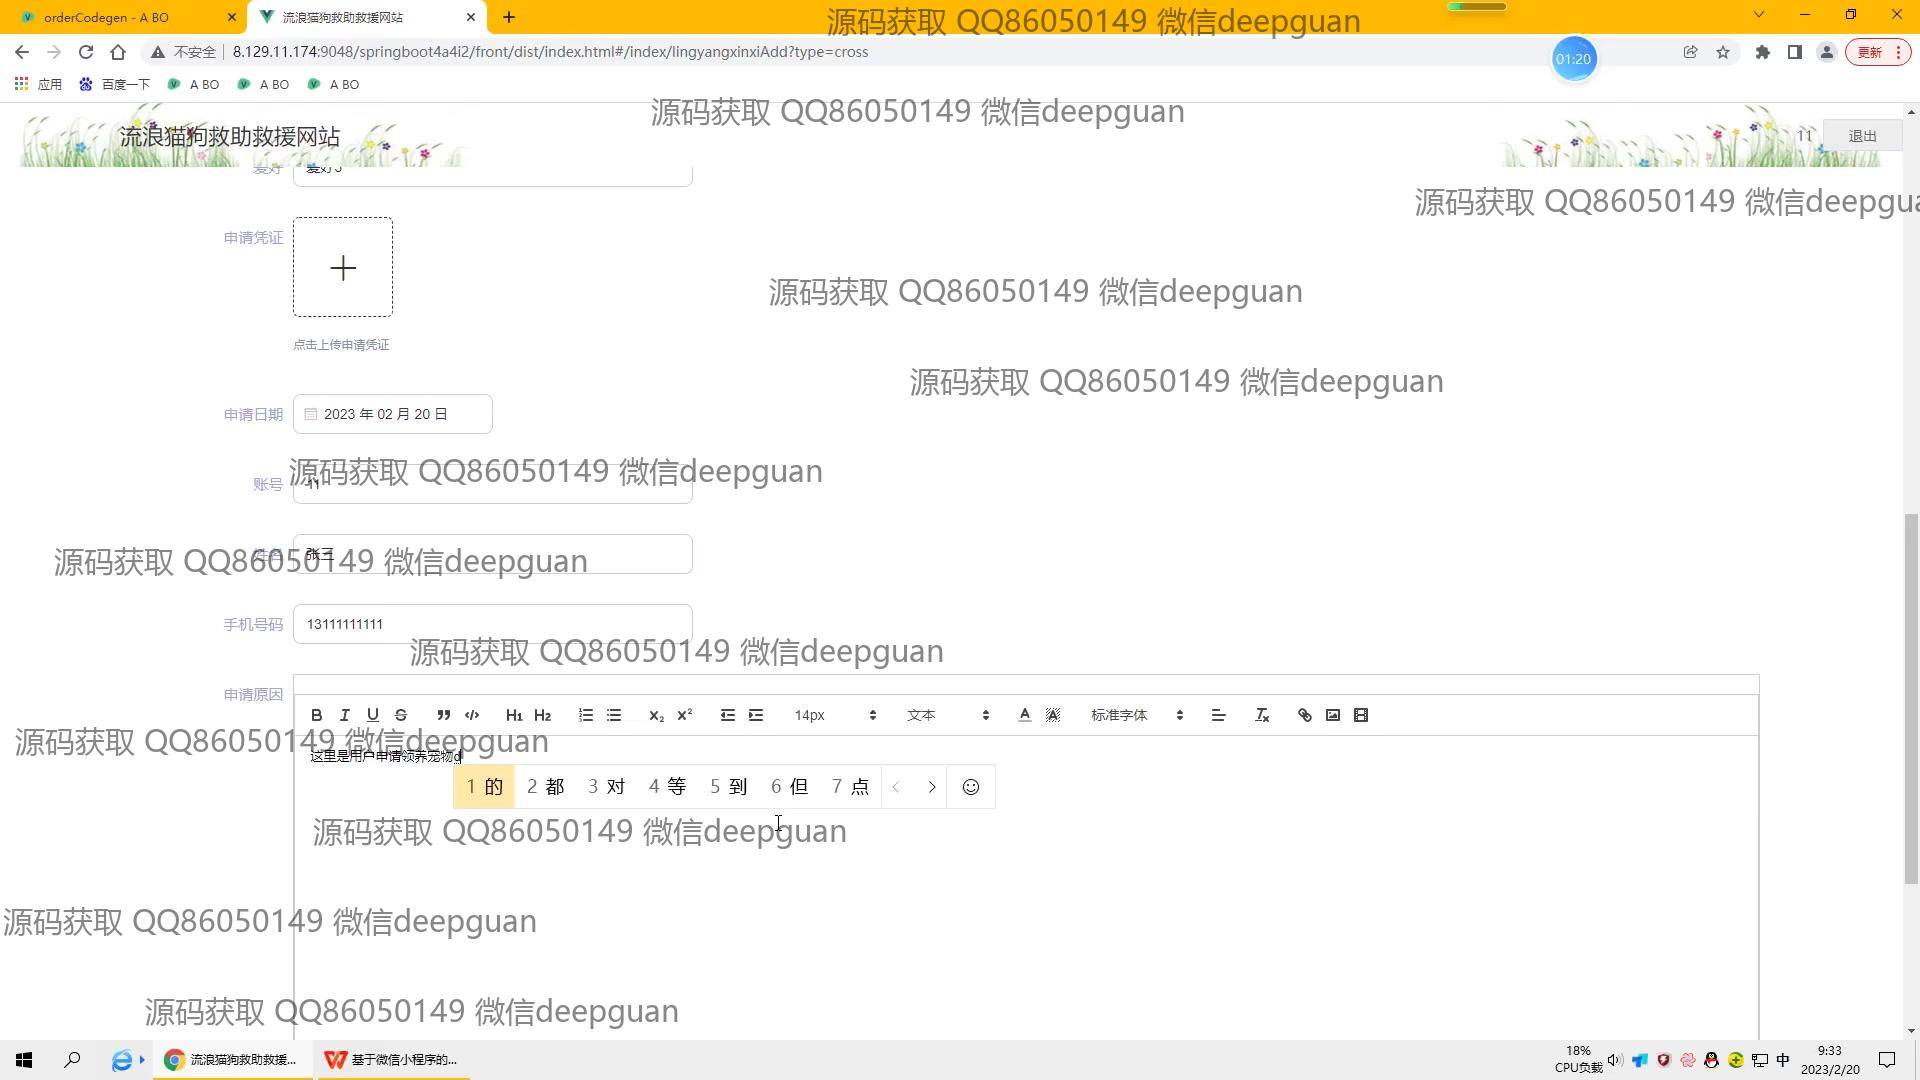 orderCodegen - A BO
流浪猫狗救助救援网站
源码获取 QQ86050149 微信deepguan
不安全
8.129.11.174:9048/springboot4a4i2/front/dist/index.html#/index/lingyangxinxiAdd?type=cross
01:20
更新
应用
百度一下
A BO
A BO
A BO
源码获取 QQ86050149 微信deepguan
流浪猫狗救助救援网站
11
退出
爱好
爱好3
源码获取 QQ86050149 微信deepgua
申请凭证
源码获取 QQ86050149 微信deepguan
点击上传申请凭证
源码获取 QQ86050149 微信deepguan
申请日期
2023 年 02 月 20 日
源码获取 QQ86050149 微信deepguan
账号
11
源码获取 QQ86050149 微信deepguan
姓名
张三
手机号码
13111111111
源码获取 QQ86050149 微信deepguan
申请原因
B I U S H1 H2 X2 X2 14px 文本 A 标准字体
源码获取 QQ86050149 微信deepguan
这里是用户申请领养宠物d
1 的 2 都 3 对 4 等 5 到 6 但 7 点
源码获取 QQ86050149 微信deepguan
源码获取 QQ86050149 微信deepguan
源码获取 QQ86050149 微信deepguan
流浪猫狗救助救援...
基于微信小程序的...
18%
CPU负载
中
9:33
2023/2/20